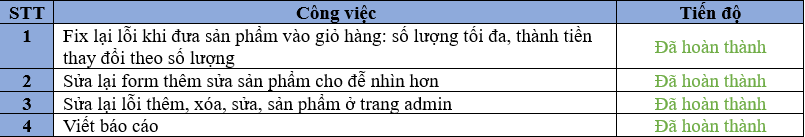 STT Công việc Tiến độ
1 Fix lại lỗi khi đưa sản phẩm vào giỏ hàng: số lượng tối đa, thành tiền
thay đổi theo số lượng
Đã hoàn thành
2 Sửa lại form thêm sửa sản phẩm cho đễ nhìn hơn Đã hoàn thành
3 Sửa lại lỗi thêm, xóa, sửa, sản phẩm ở trang admin Đã hoàn thành
4 Viết báo cáo Đã hoàn thành